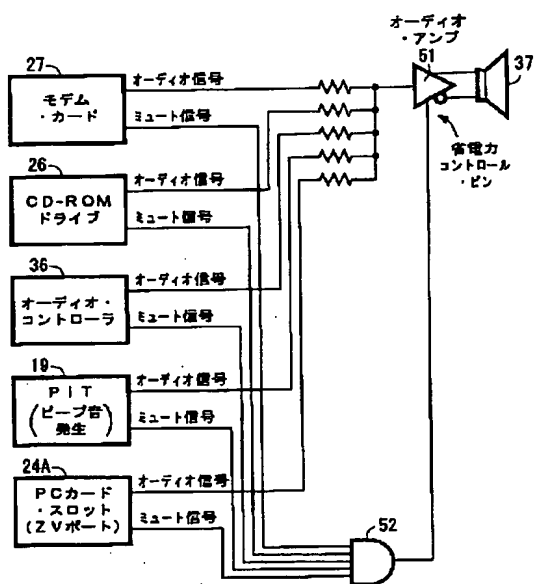 オーディオ
・アンプ
51
37
27
オーディオ信号
モデム
・カード
ミュート信号
省電力
コントロール
・ピン
26
オーディオ信号
CD-ROM
ドライブ
ミュート信号
36
オーディオ信号
オーディオ・
コントローラ
ミュート信号
19
オーディオ信号
PIT
(ビープ音
発生)
ミュート信号
24A
オーディオ信号
PCカード
・スロット
(ZVポート)
ミュート信号
52